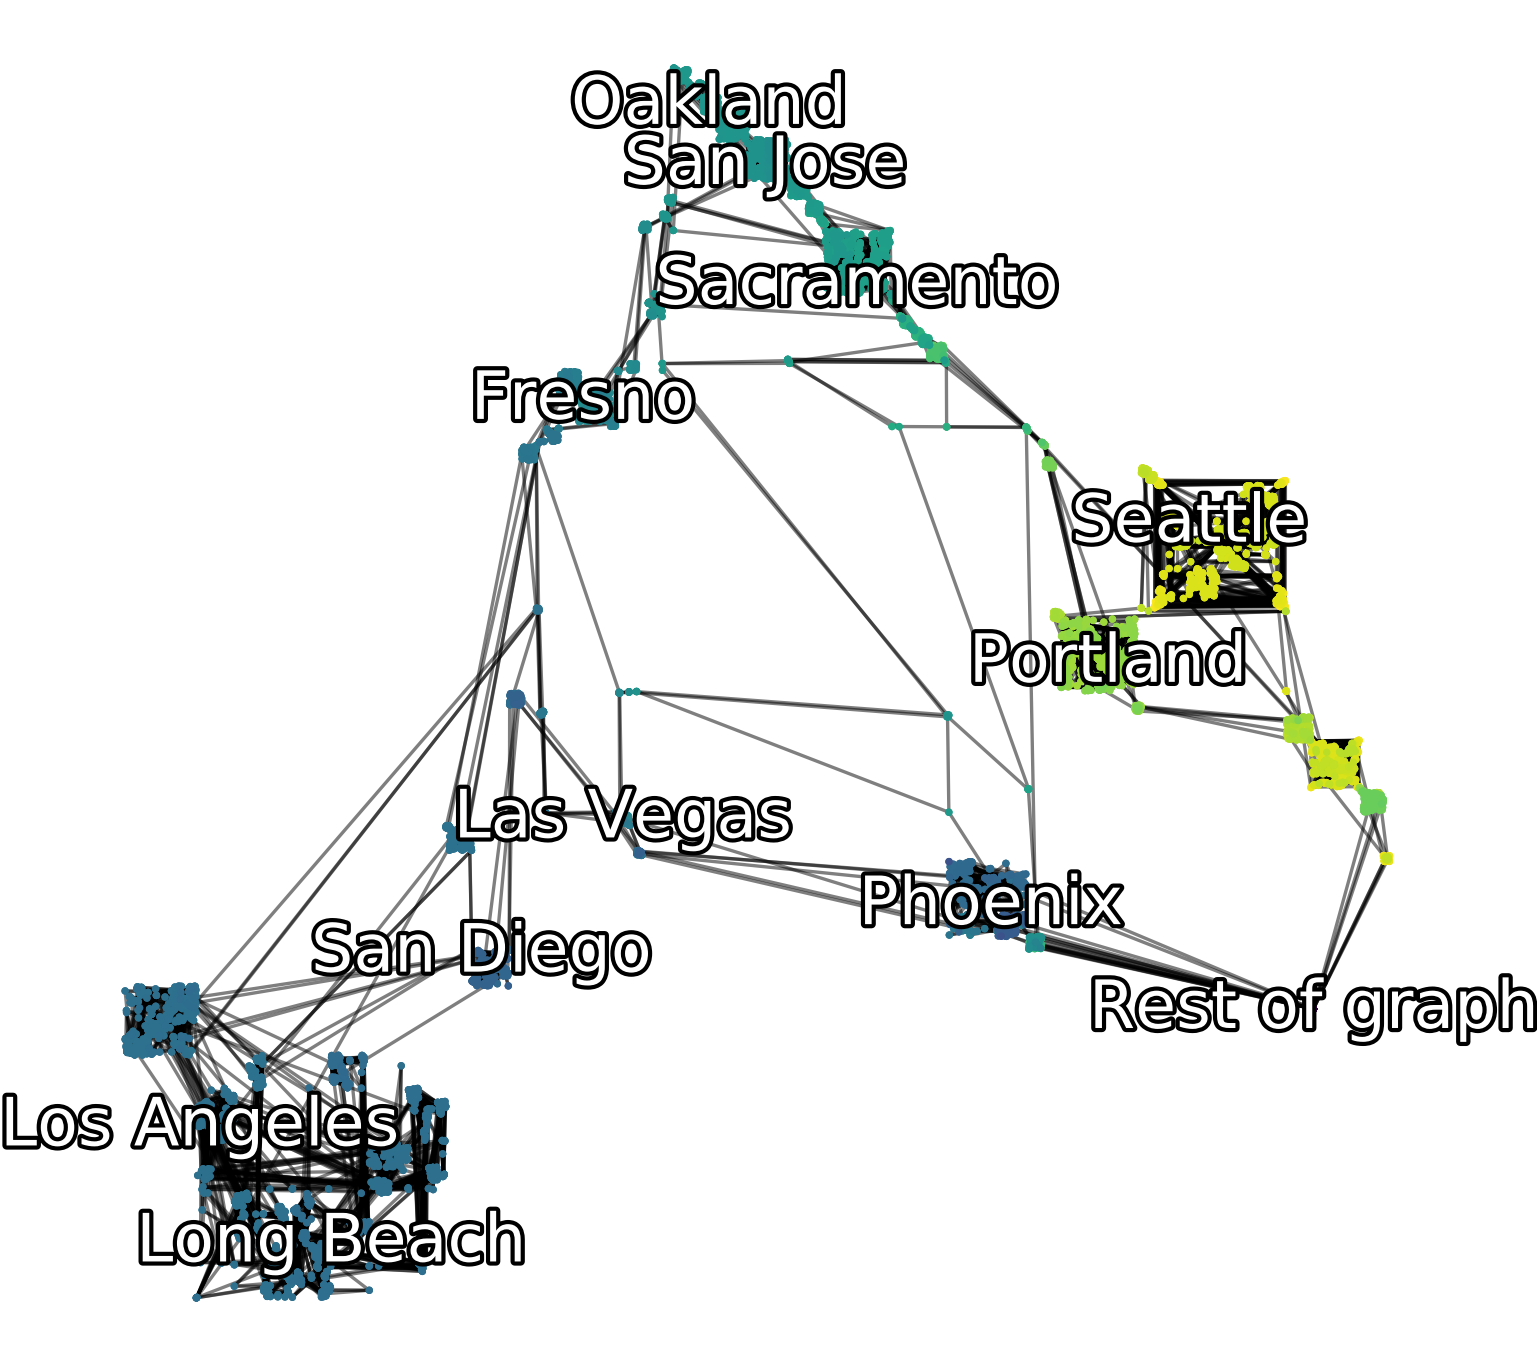 Oakland
San Jose
Sacramento
Fresno
Seattle
Portland
Las Vegas
Phoenix
San Diego
Rest of graph
Los Angeles
Long Beach